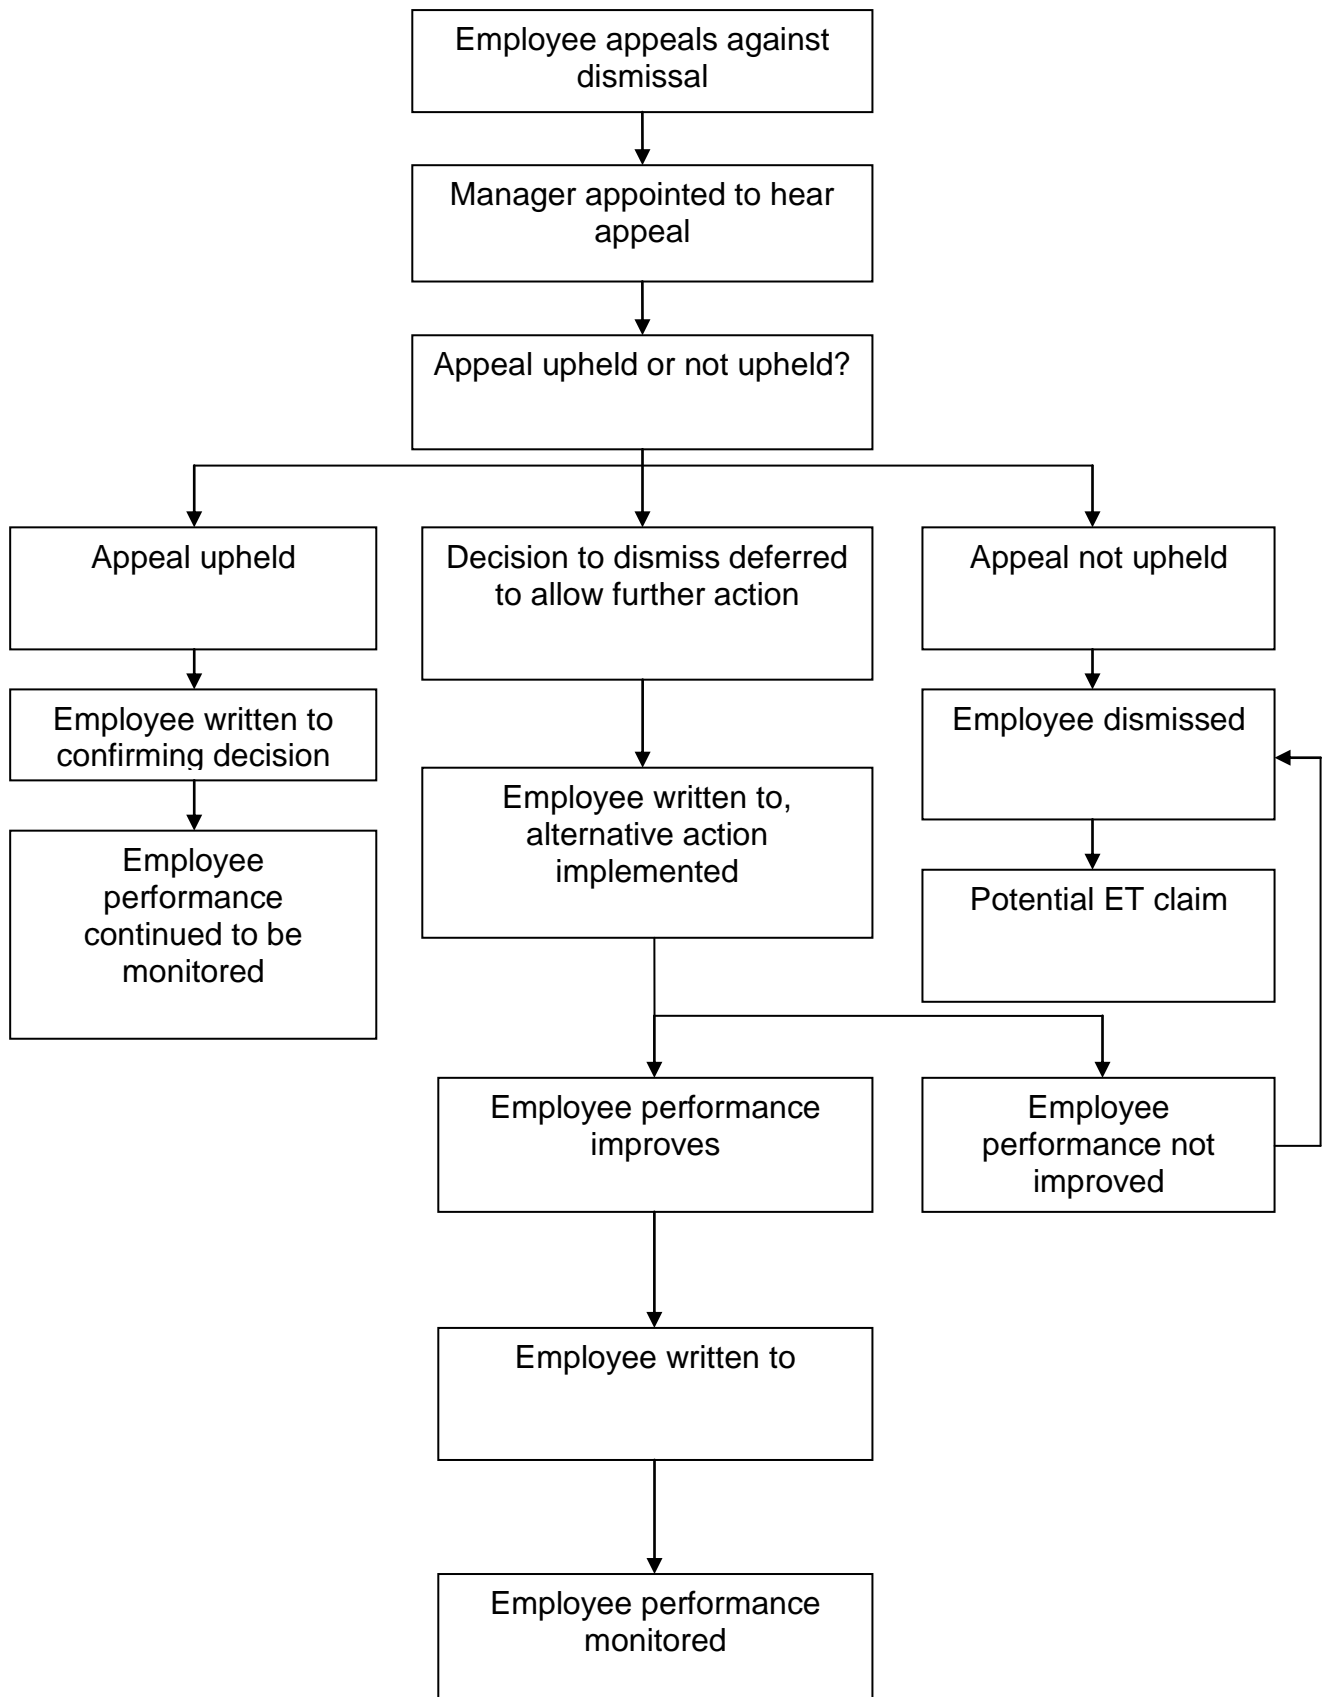 Employee appeals against
dismissal
Manager appointed to hear
appeal
Appeal upheld or not upheld?
Appeal upheld
Decision to dismiss deferred
to allow further action
Appeal not upheld
Employee written to
confirming decision
Employee dismissed
Employee written to,
alternative action
implemented
Employee
performance
continued to be
monitored
Potential ET claim
Employee performance
improves
Employee
performance not
improved
Employee written to
Employee performance
monitored